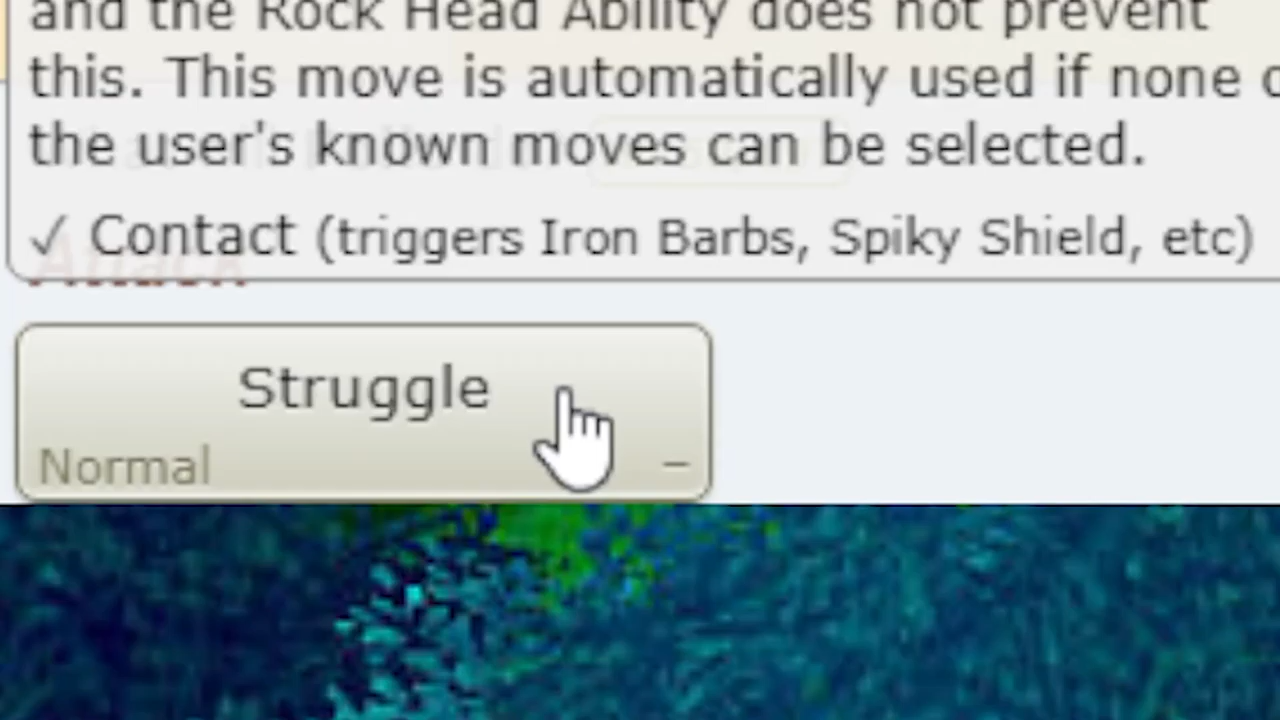 and the Rock Head Ability does not prevent
this. This move is automatically used if none
the user's known moves can be selected.
✓ Contact (triggers Iron Barbs, Spiky Shield, etc)
Attack
Struggle
Normal –